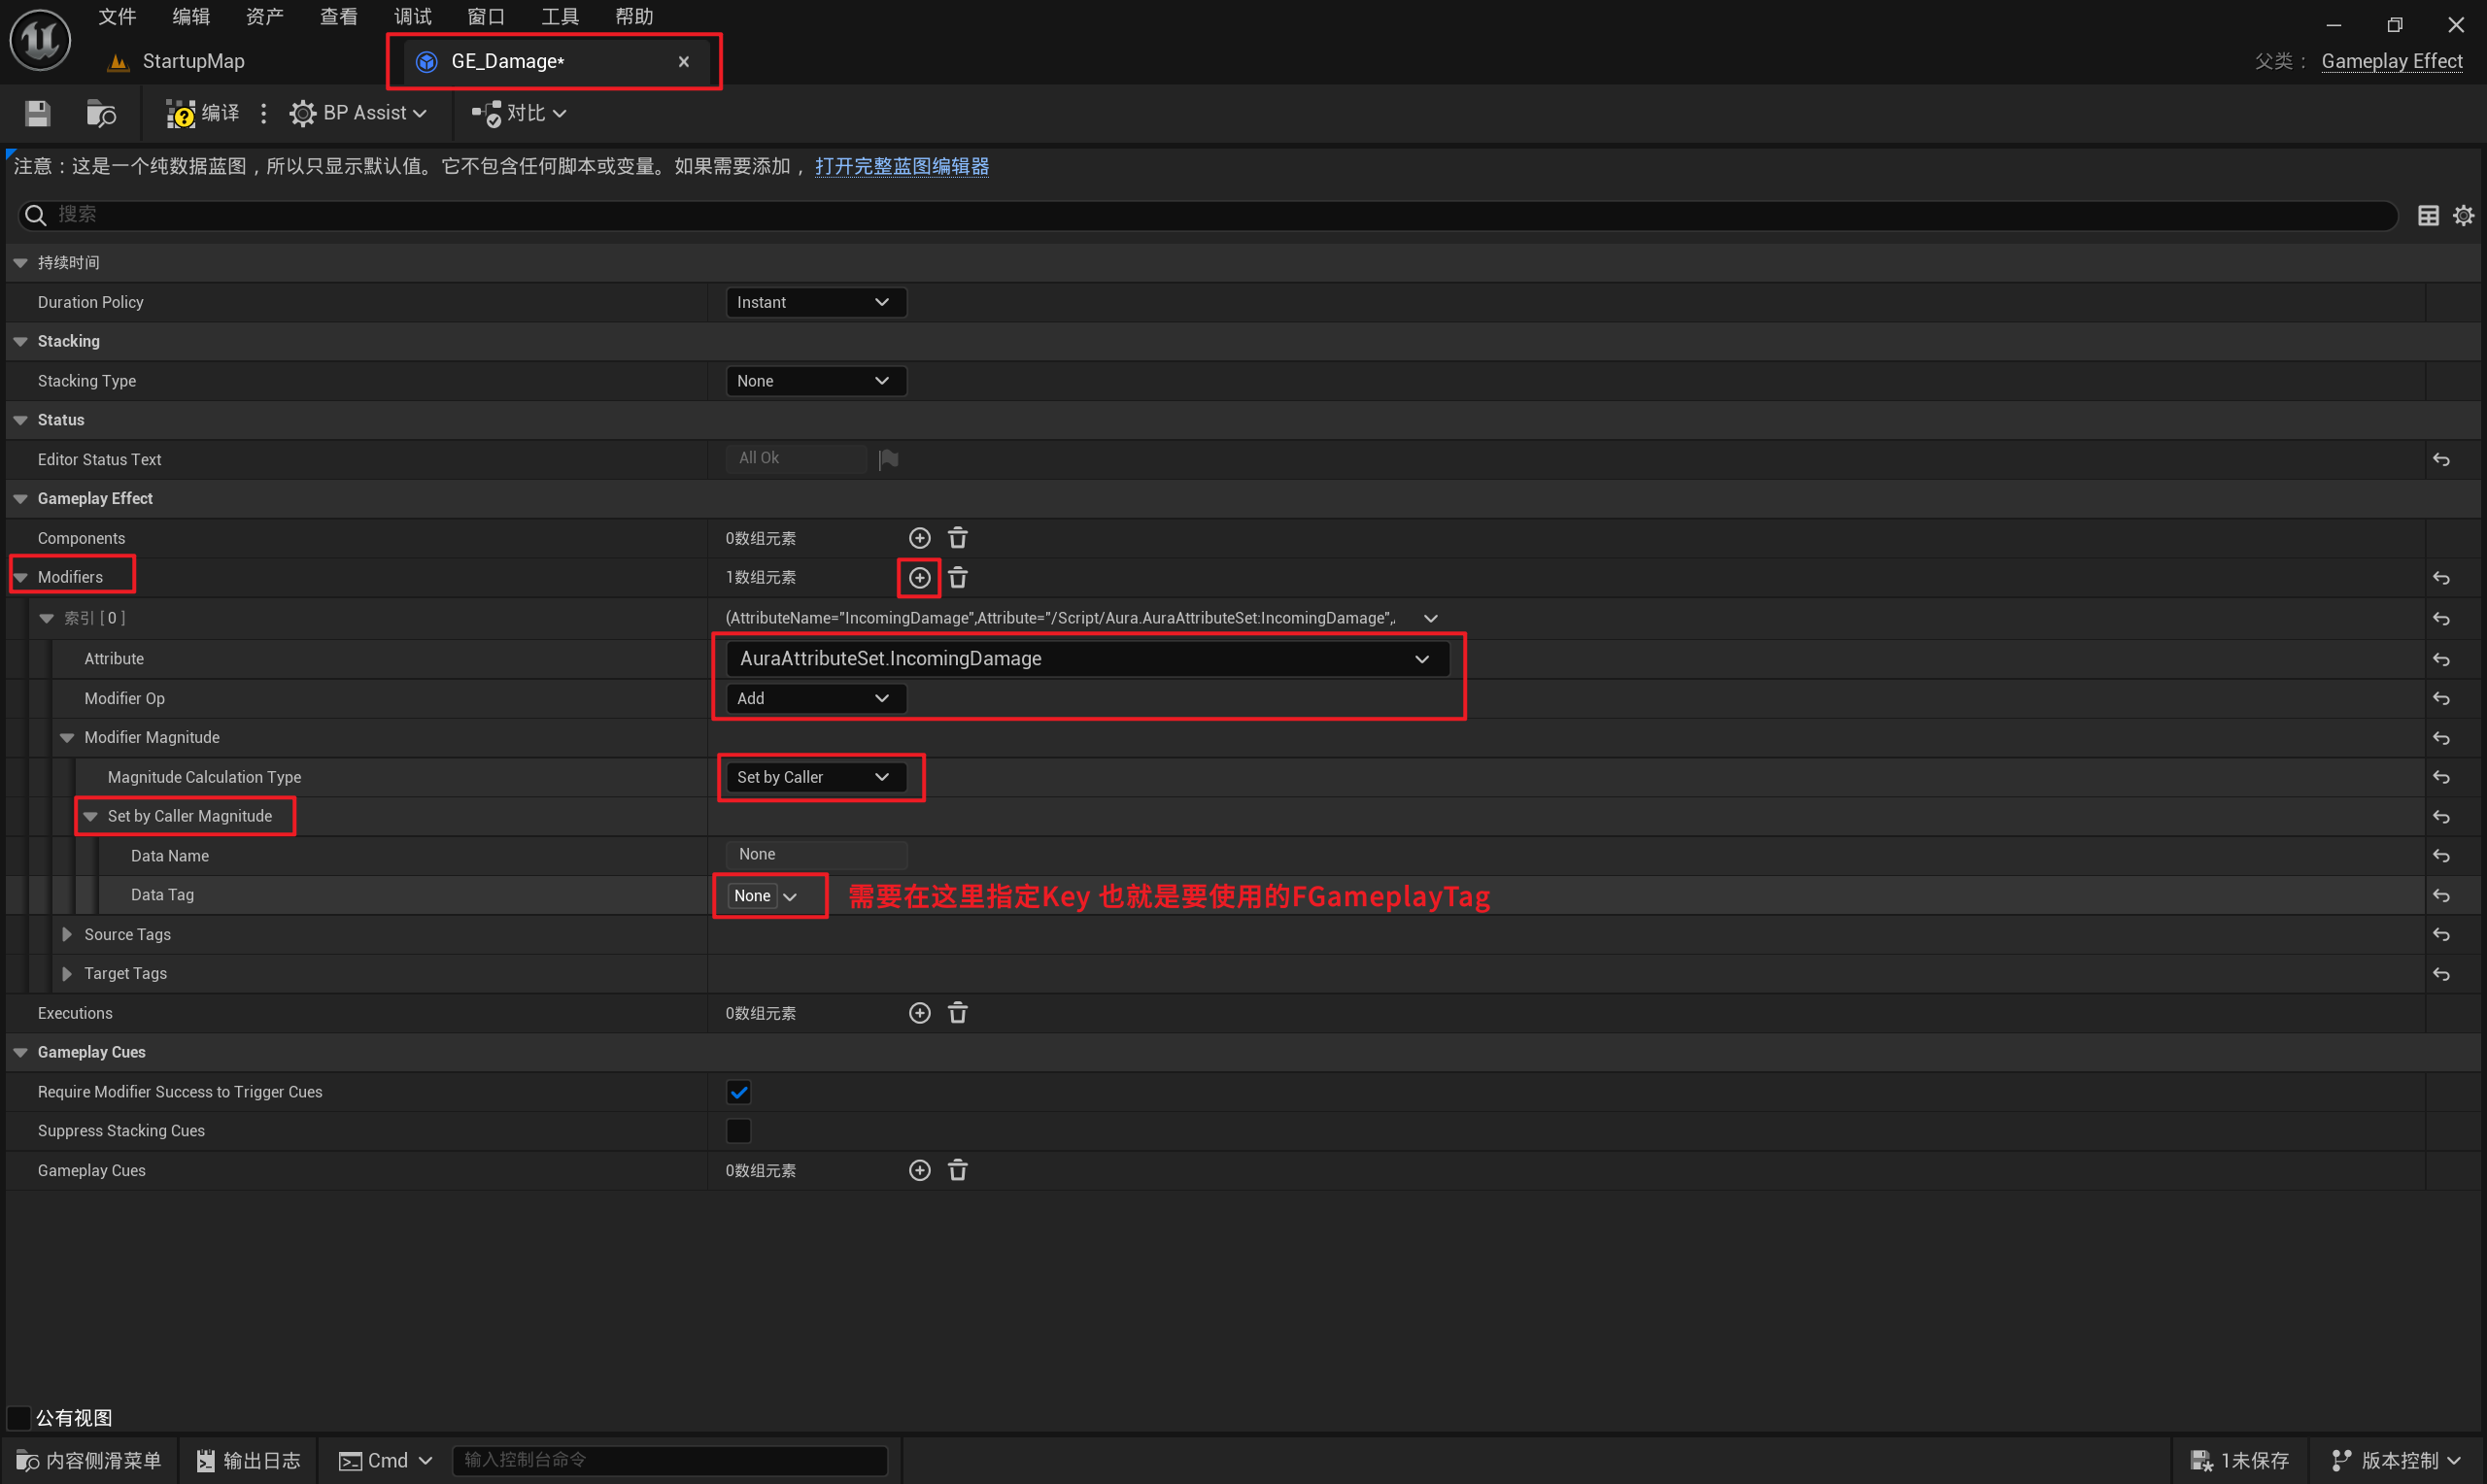 文件 编辑 资产 查看 调试 窗口 工具 帮助
StartupMap
GE_Damage*
父类： Gameplay Effect
编译
BP Assist
对比
注意：这是一个纯数据蓝图，所以只显示默认值。它不包含任何脚本或变量。如果需要添加， 打开完整蓝图编辑器
搜索
持续时间
Duration Policy Instant
Stacking
Stacking Type None
Status
Editor Status Text All Ok
Gameplay Effect
Components 0数组元素
Modifiers 1数组元素
索引 [ 0 ] (AttributeName="IncomingDamage",Attribute="/Script/Aura.AuraAttributeSet:IncomingDamage",
Attribute AuraAttributeSet.IncomingDamage
Modifier Op Add
Modifier Magnitude
Magnitude Calculation Type Set by Caller
Set by Caller Magnitude
Data Name None
Data Tag None 需要在这里指定Key 也就是要使用的FGameplayTag
Source Tags
Target Tags
Executions 0数组元素
Gameplay Cues
Require Modifier Success to Trigger Cues
Suppress Stacking Cues
Gameplay Cues 0数组元素
公有视图
内容侧滑菜单 输出日志 Cmd 输入控制台命令 1未保存 版本控制